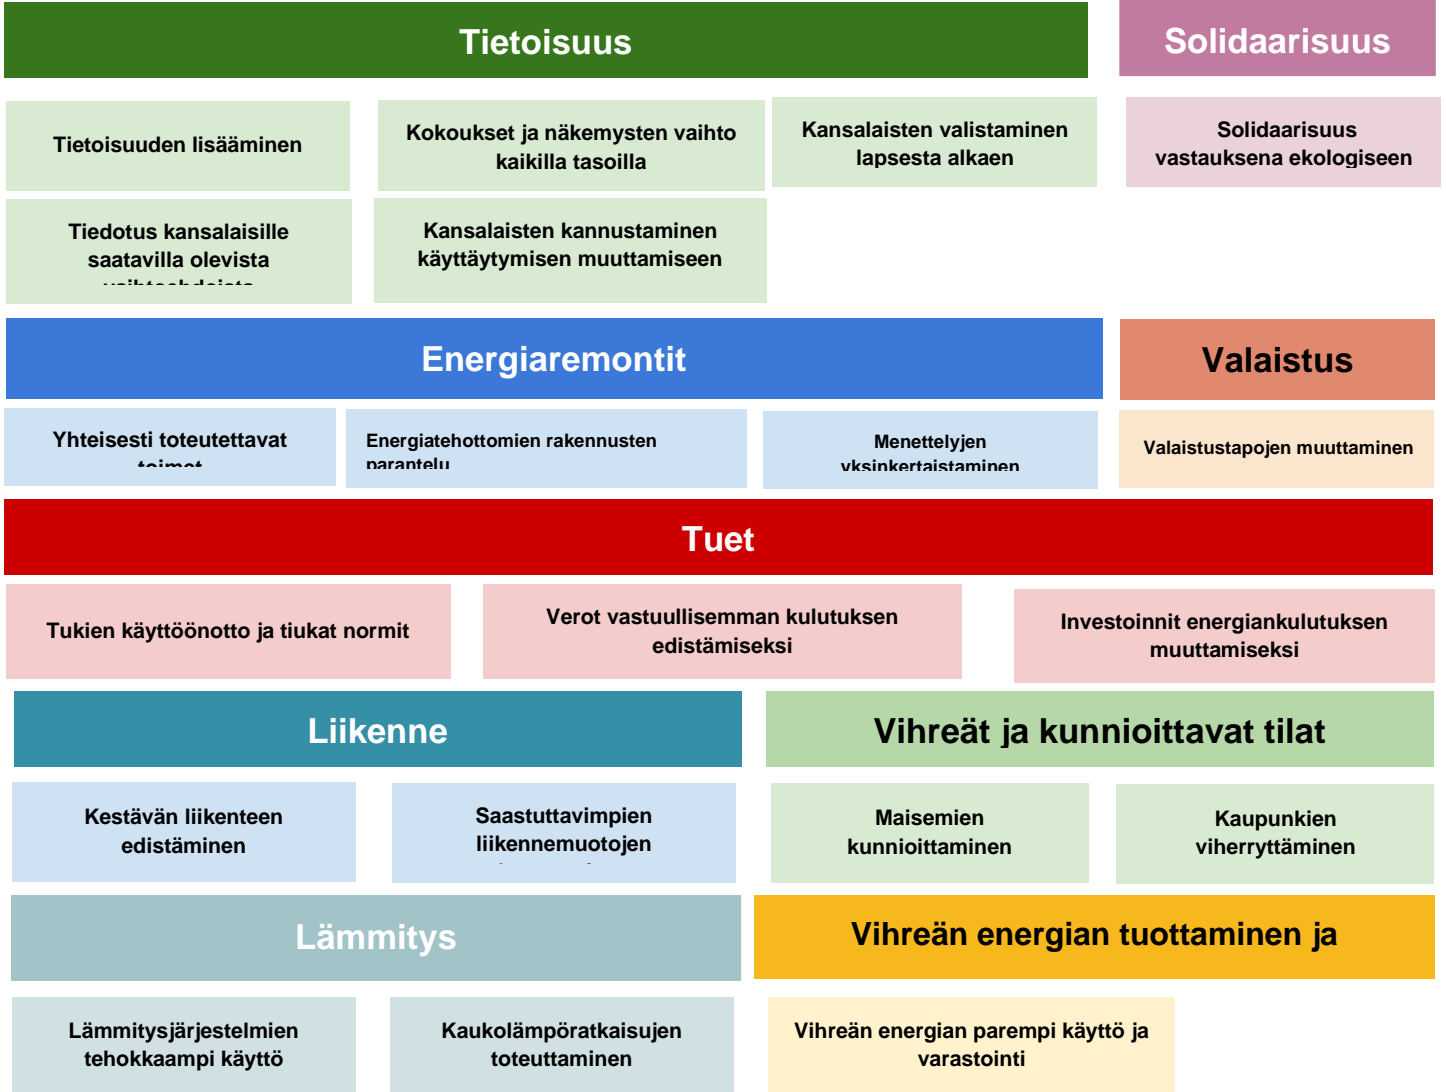 Tietoisuus
Solidaarisuus
Tietoisuuden lisääminen
Kokoukset ja näkemysten vaihto
kaikilla tasoilla
Kansalaisten valistaminen
lapsesta alkaen
Solidaarisuus
vastauksena ekologiseen
Tiedotus kansalaisille
saatavilla olevista
Kansalaisten kannustaminen
käyttäytymisen muuttamiseen
Energiaremontit
Valaistus
Yhteisesti toteutettavat
toimet
Energiatehottomien rakennusten
parantelu
Menettelyjen
yksinkertaistaminen
Valaistustapojen muuttaminen
Tuet
Tukien käyttöönotto ja tiukat normit
Verot vastuullisemman kulutuksen
edistämiseksi
Investoinnit energiankulutuksen
muuttamiseksi
Liikenne
Vihreät ja kunnioittavat tilat
Kestävän liikenteen
edistäminen
Saastuttavimpien
liikennemuotojen
Maisemien
kunnioittaminen
Kaupunkien
viherryttäminen
Lämmitys
Vihreän energian tuottaminen ja
Lämmitysjärjestelmien
tehokkaampi käyttö
Kaukolämpöratkaisujen
toteuttaminen
Vihreän energian parempi käyttö ja
varastointi